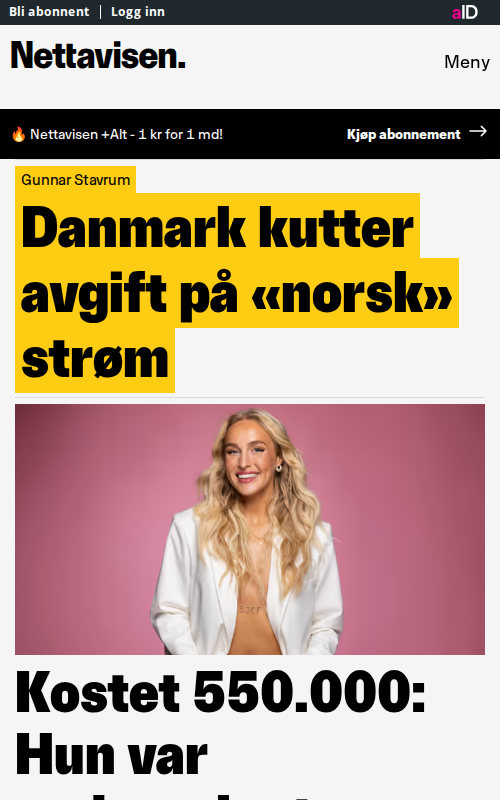 Bli abonnent
Logg inn
aID
Nettavisen.
Meny
🔥 Nettavisen +Alt - 1 kr for 1 md!
Kjøp abonnement →
Gunnar Stavrum
Danmark kutter
avgift på «norsk»
strøm
Kostet 550.000:
Hun var